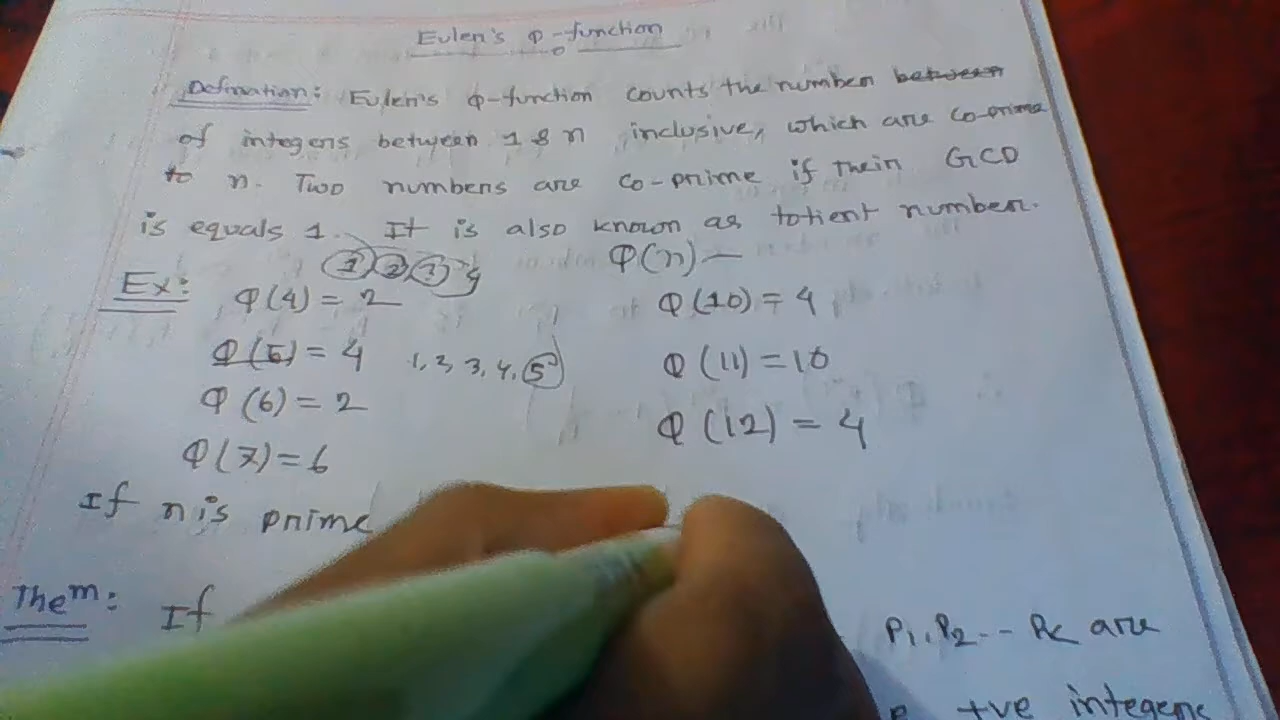 Euler's φ-function
Defination: Euler's φ-function counts the number between
of integers between 1 & n inclusive, which are co-prime
to n. Two numbers are co-prime if their GCD
is equals 1. It is also known as totient number.
1 2 3 4
φ(n) —
Ex: φ(4) = 2
φ(10) = 4
φ(5) = 4 1, 2, 3, 4, 5
φ(11) = 10
φ(6) = 2
φ(12) = 4
φ(7) = 6
If n is prime
Them: If
P1, P2 ... Pk are
+ve integers